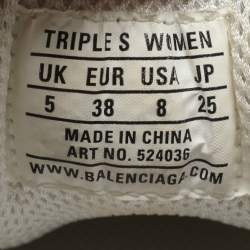 TRIPLE S WOMEN
UK EUR USA JP
5 38 8 25
MADE IN CHINA
ART NO. 524036
WWW.BALENCIAGA.COM